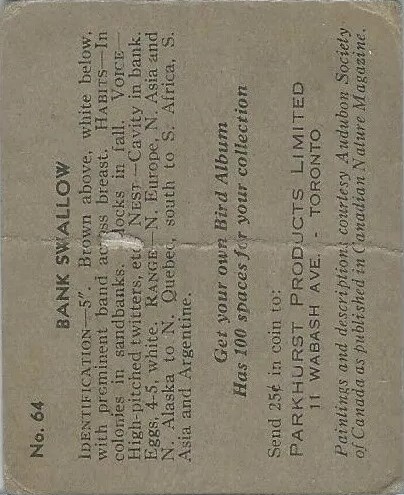 No. 64
BANK SWALLOW
IDENTIFICATION—5". Brown above, white below,
with prominent band across breast. HABITS—In
colonies in sandbanks. Flocks in fall. VOICE—
High-pitched twitters, etc. NEST—Cavity in bank.
Eggs, 4-5, white. RANGE—N. Europe, N. Asia and
N. Alaska to N. Quebec, south to S. Africa, S.
Asia and Argentine.
Get your own Bird Album
Has 100 spaces for your collection
Send 25¢ in coin to:
PARKHURST PRODUCTS LIMITED
11 WABASH AVE. - TORONTO
Paintings and descriptions courtesy Audubon Society
of Canada as published in Canadian Nature Magazine.